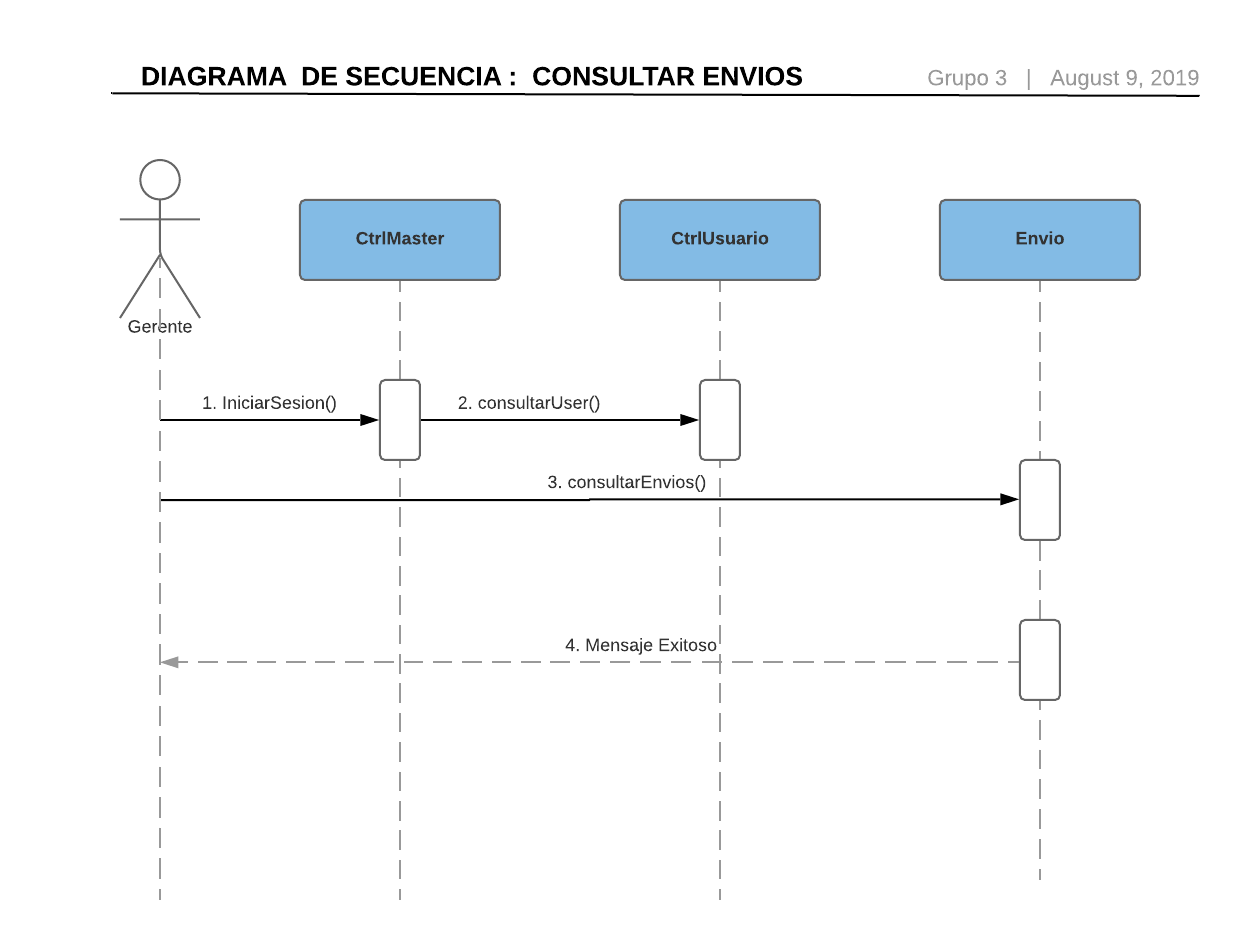 DIAGRAMA  DE SECUENCIA :  CONSULTAR ENVIOS
Grupo 3   |   August 9, 2019
CtrlMaster
CtrlUsuario
Envio
Gerente
1. IniciarSesion()
2. consultarUser()
3. consultarEnvios()
4. Mensaje Exitoso